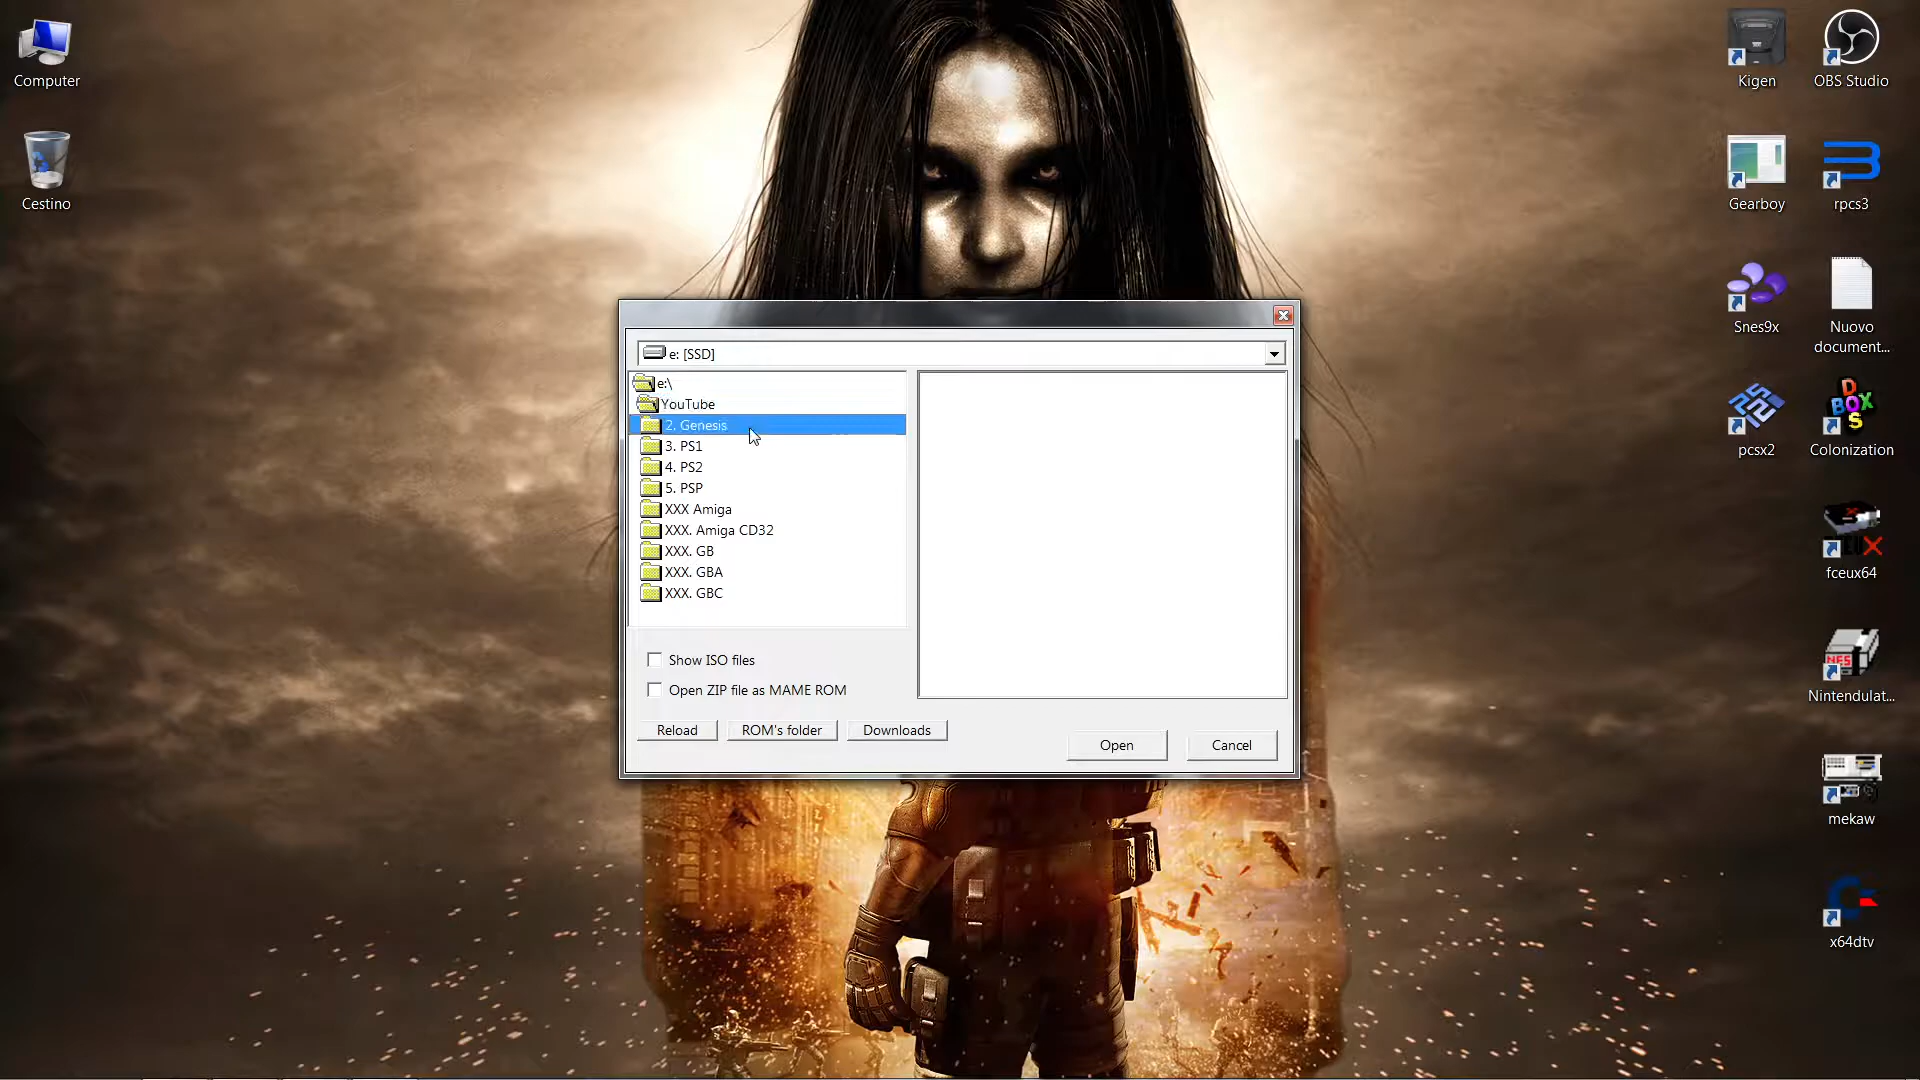 Computer
Cestino
Kigen
OBS Studio
Gearboy
rpcs3
Snes9x
Nuovo
document...
pcsx2
Colonization
fceux64
Nintendulat...
mekaw
x64dtv
e: [SSD]
e:\
YouTube
2. Genesis
3. PS1
4. PS2
5. PSP
XXX Amiga
XXX. Amiga CD32
XXX. GB
XXX. GBA
XXX. GBC
Show ISO files
Open ZIP file as MAME ROM
Reload
ROM's folder
Downloads
Open
Cancel